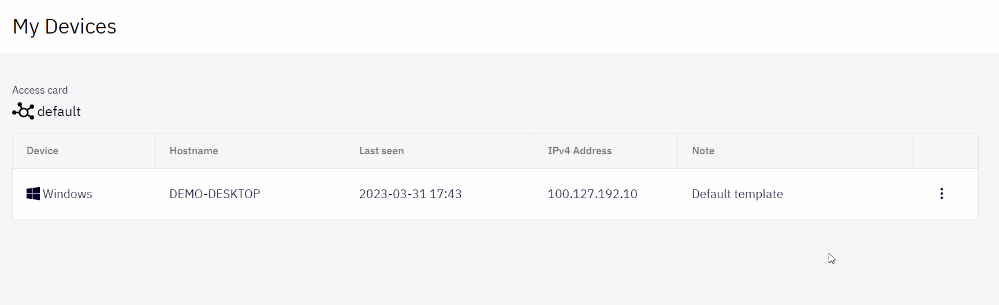 My Devices
Access card
default
Device Hostname Last seen IPv4 Address Note
Windows DEMO-DESKTOP 2023-03-31 17:43 100.127.192.10 Default template